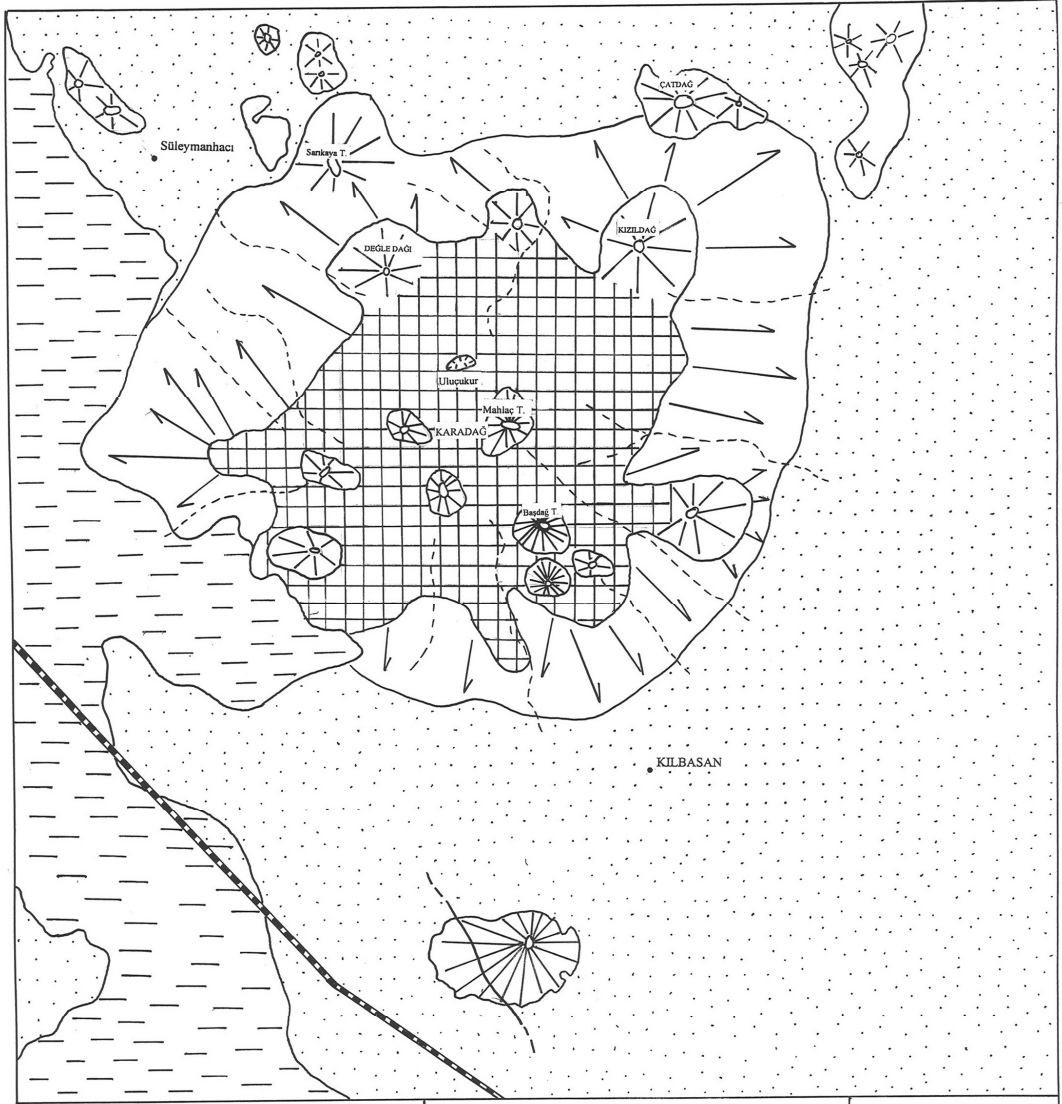 ÇATDAĞ
Süleymanhacı
Sarıkaya T.
KIZILDAĞ
DEĞLE DAĞI
Uluçukur
Mahlaç T.
KARADAĞ
Başdağ T.
KILBASAN